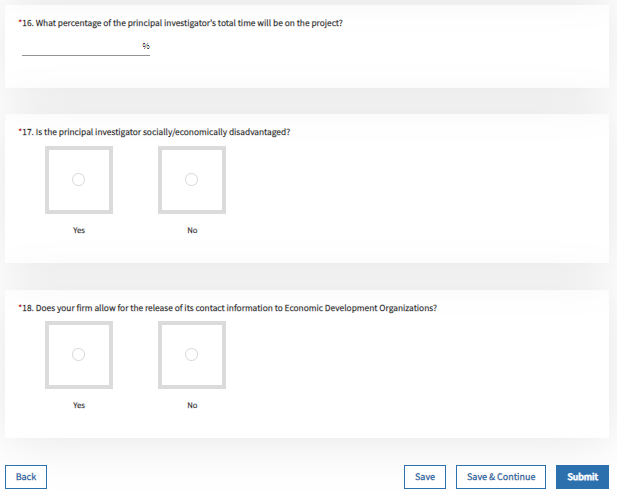 *16. What percentage of the principal investigator's total time will be on the project?
%
*17. Is the principal investigator socially/economically disadvantaged?
Yes No
*18. Does your firm allow for the release of its contact information to Economic Development Organizations?
Yes No
Back Save Save & Continue Submit